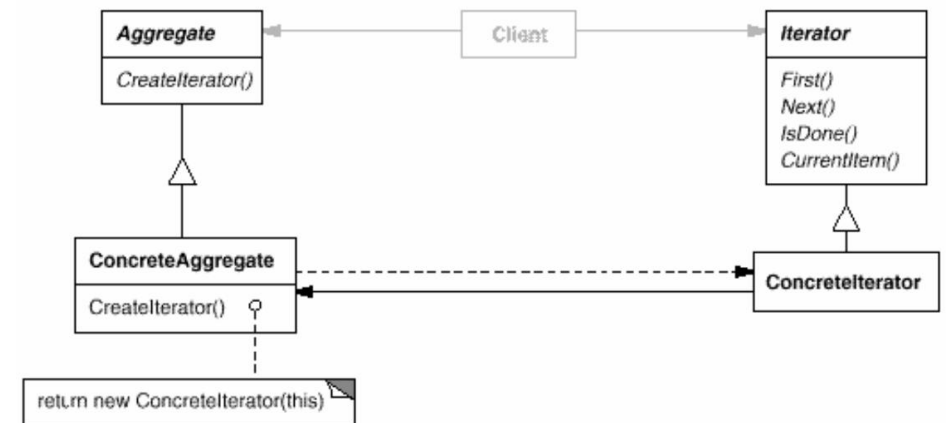 Aggregate
CreateIterator()
Client
Iterator
First()
Next()
IsDone()
CurrentItem()
ConcreteAggregate
CreateIterator()
ConcreteIterator
return new ConcreteIterator(this)